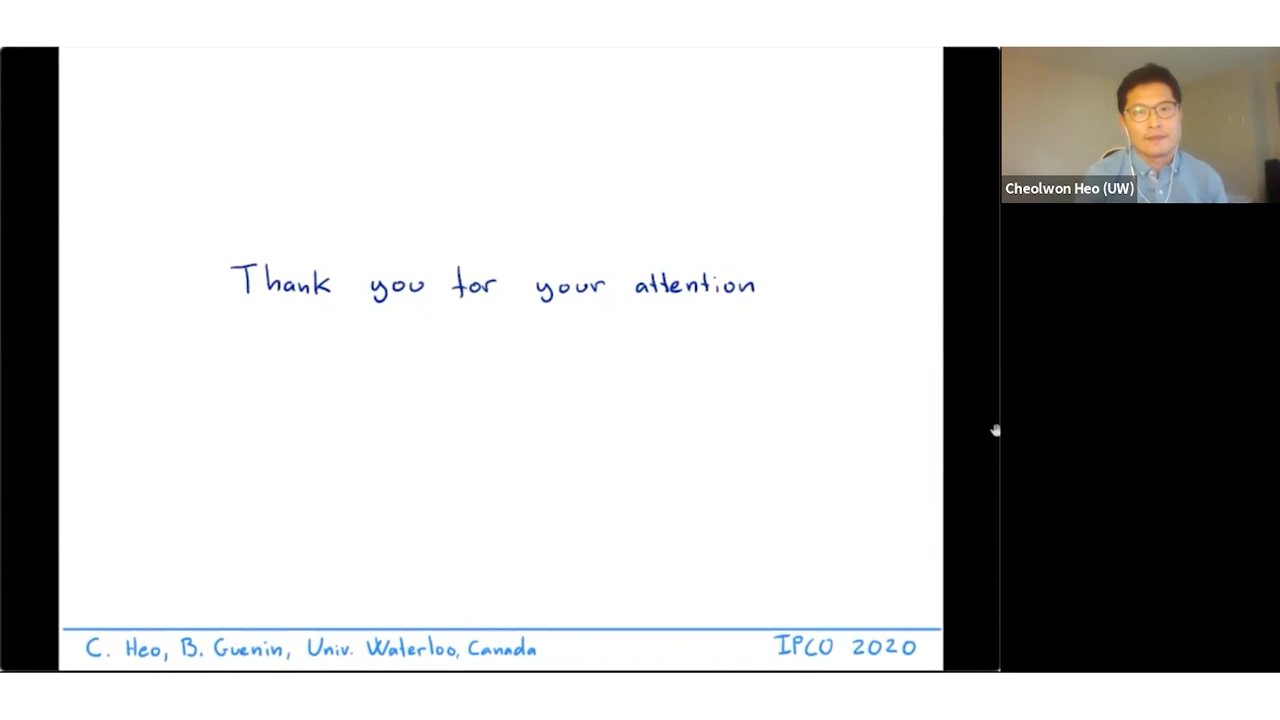 Thank you for your attention
Cheolwon Heo (UW)
C. Heo, B. Guenin, Univ. Waterloo, Canada
IPCO 2020